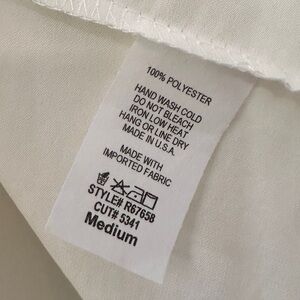 100% POLYESTER
HAND WASH COLD
DO NOT BLEACH
IRON LOW HEAT
HANG OR LINE DRY
MADE IN U.S.A.
MADE WITH
IMPORTED FABRIC
STYLE# R67658
CUT# 5341
Medium